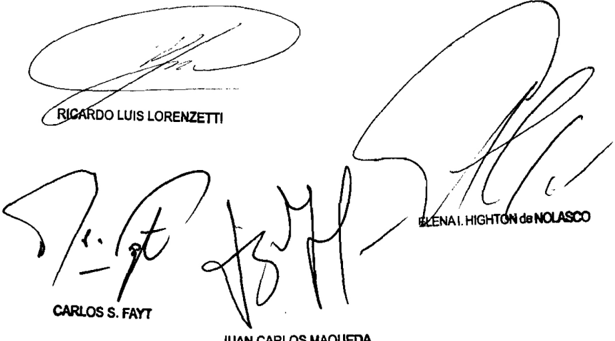 RICARDO LUIS LORENZETTI
ELENA I. HIGHTON de NOLASCO
CARLOS S. FAYT
JUAN CARLOS MAQUEDA